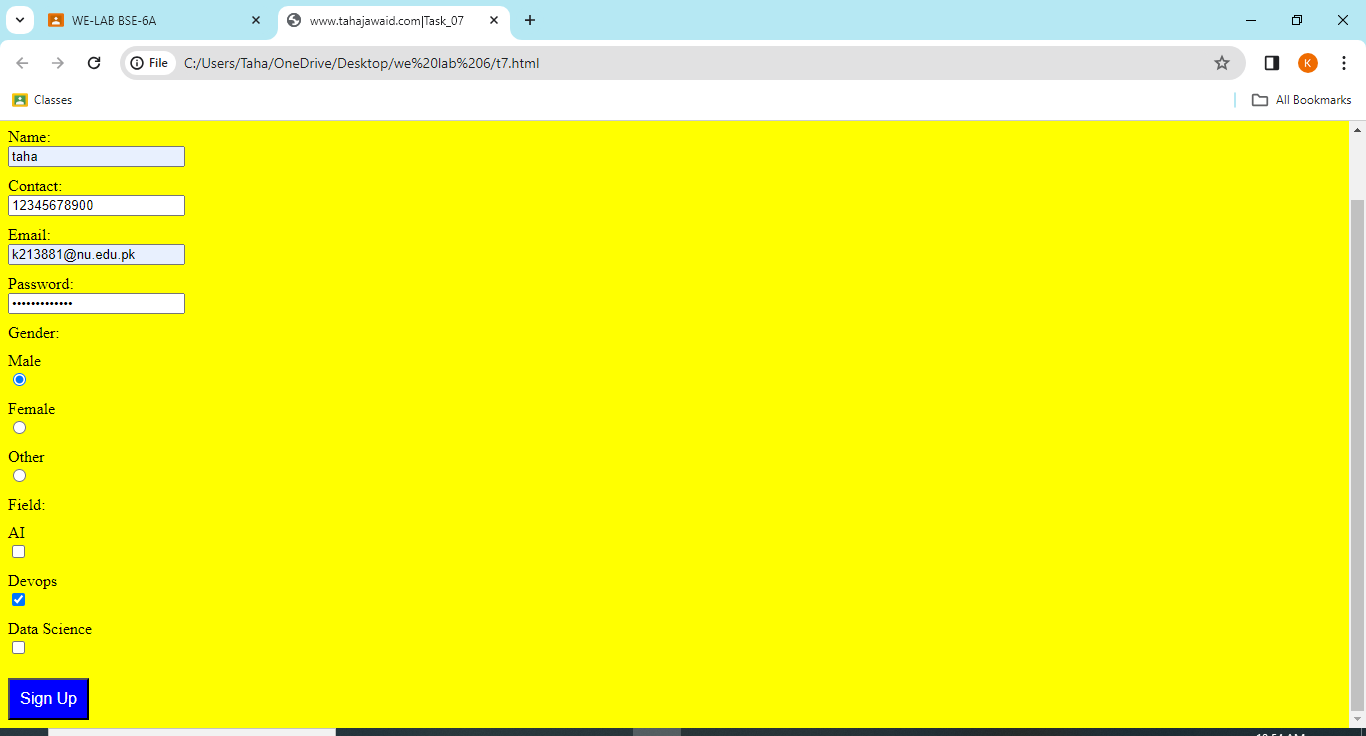 WE-LAB BSE-6A
www.tahajawaid.com|Task_07
File C:/Users/Taha/OneDrive/Desktop/we%20lab%206/t7.html
K
Classes
All Bookmarks
Name:
taha
Contact:
12345678900
Email:
k213881@nu.edu.pk
Password:
•••••••••••••
Gender:
Male
Female
Other
Field:
AI
Devops
Data Science
Sign Up